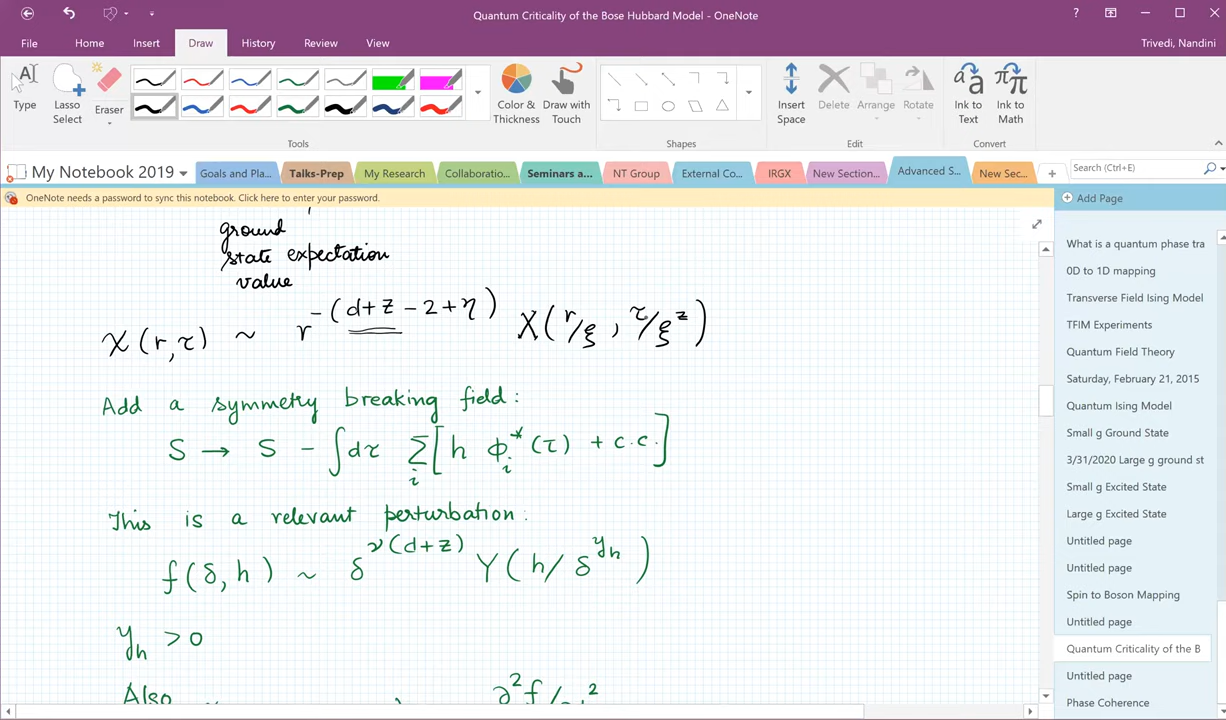 Quantum Criticality of the Bose Hubbard Model - OneNote
?
Trivedi, Nandini
File Home Insert Draw History Review View
Type
Lasso Select
Eraser
Color & Thickness
Draw with Touch
Insert Space
Delete
Arrange
Rotate
Ink to Text
Ink to Math
Tools
Shapes
Edit
Convert
My Notebook 2019
Goals and Pla...
Talks-Prep
My Research
Collaboratio...
Seminars a...
NT Group
External Co...
IRGX
New Section...
Advanced S...
New Sec...
Search (Ctrl+E)
OneNote needs a password to sync this notebook. Click here to enter your password.
Add Page
ground
state expectation
value
χ(r,τ) ~ r^{-(d+z-2+η)} X(r/ξ, τ/ξ^z)
Add a symmetry breaking field:
S → S - ∫dτ Σ_i [h φ_i^*(τ) + c.c.]
This is a relevant perturbation:
f(δ,h) ~ δ^{ν(d+z)} Y(h/δ^{y_h})
y_h > 0
Also
∂²f/
What is a quantum phase tra
0D to 1D mapping
Transverse Field Ising Model
TFIM Experiments
Quantum Field Theory
Saturday, February 21, 2015
Quantum Ising Model
Small g Ground State
3/31/2020 Large g ground st
Small g Excited State
Large g Excited State
Untitled page
Untitled page
Spin to Boson Mapping
Untitled page
Quantum Criticality of the B
Untitled page
Phase Coherence